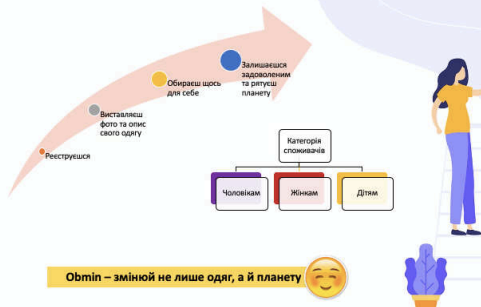 Реєструєшся
Виставляєш
фото та опис
свого одягу
Обираєш щось
для себе
Залишаєшся
задоволеним
та рятуєш
планету
Категорія
споживачів
Чоловікам
Жінкам
Дітям
Obmin – змінюй не лише одяг, а й планету